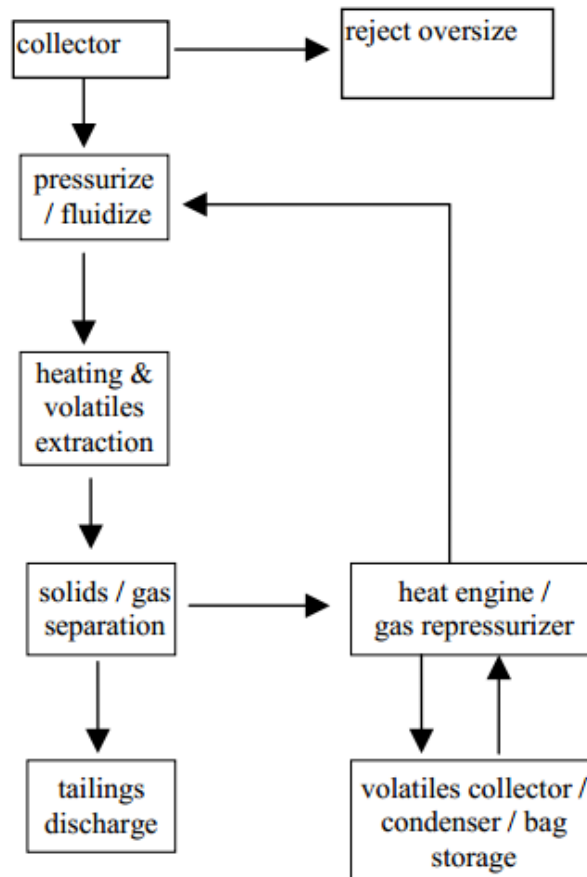 collector
reject oversize
pressurize
/ fluidize
heating &
volatiles
extraction
solids / gas
separation
heat engine /
gas repressurizer
tailings
discharge
volatiles collector /
condenser / bag
storage